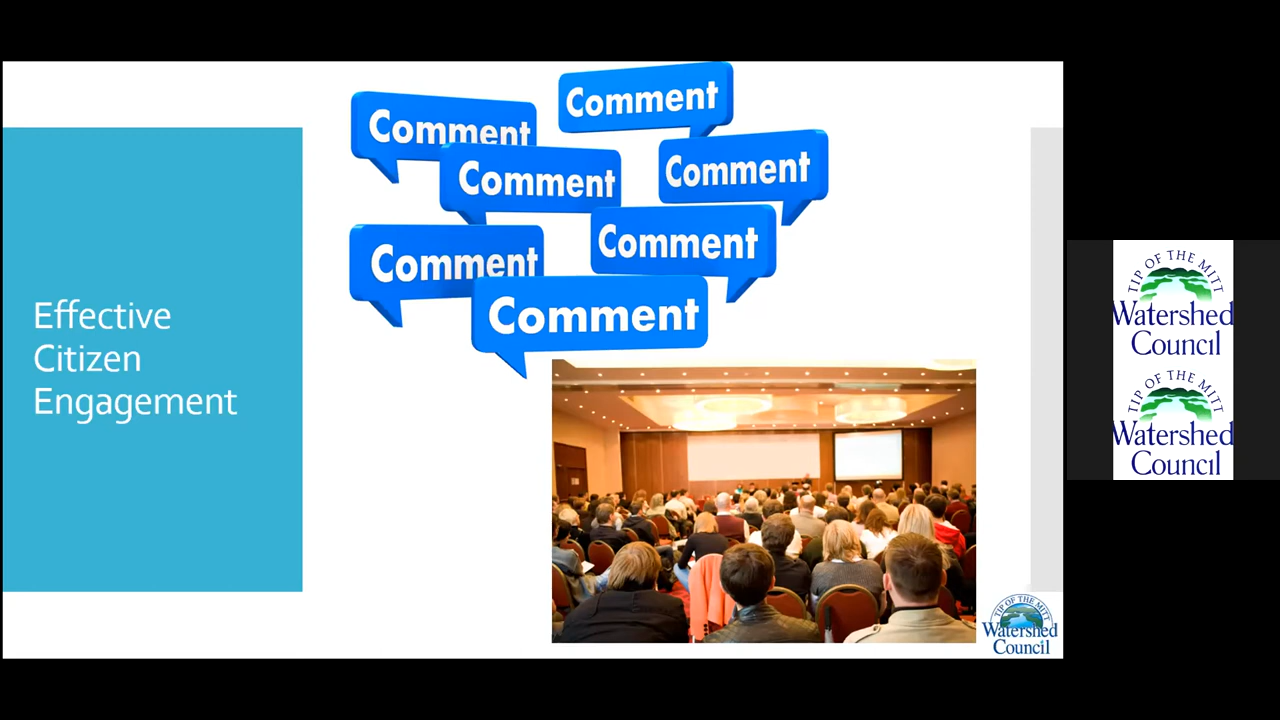 Effective
Citizen
Engagement
Comment
Comment
Comment
Comment
Comment
Comment
Comment
TIP OF THE MITT
Watershed
Council
TIP OF THE MITT
Watershed
Council
TIP OF THE MITT
Watershed
Council